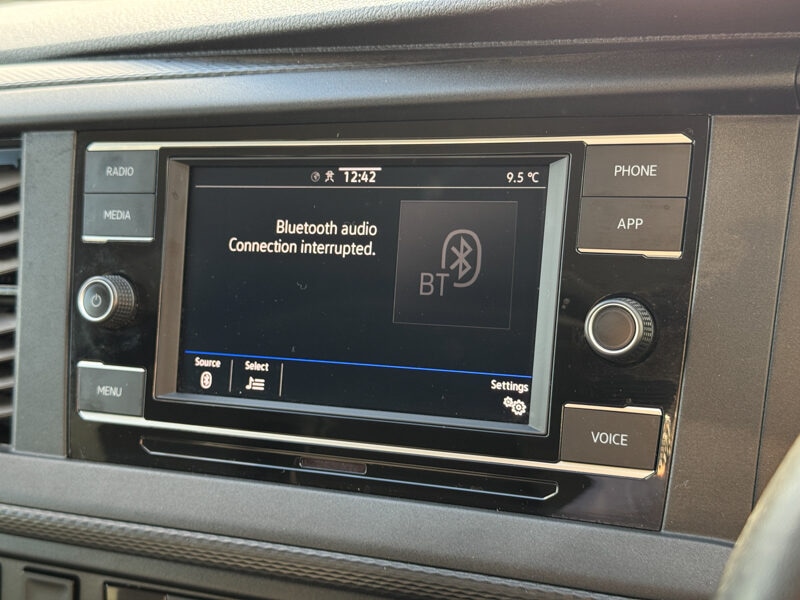 RADIO
MEDIA
MENU
12:42
9.5 °C
Bluetooth audio
Connection interrupted.
BT
Source
Select
Settings
PHONE
APP
VOICE